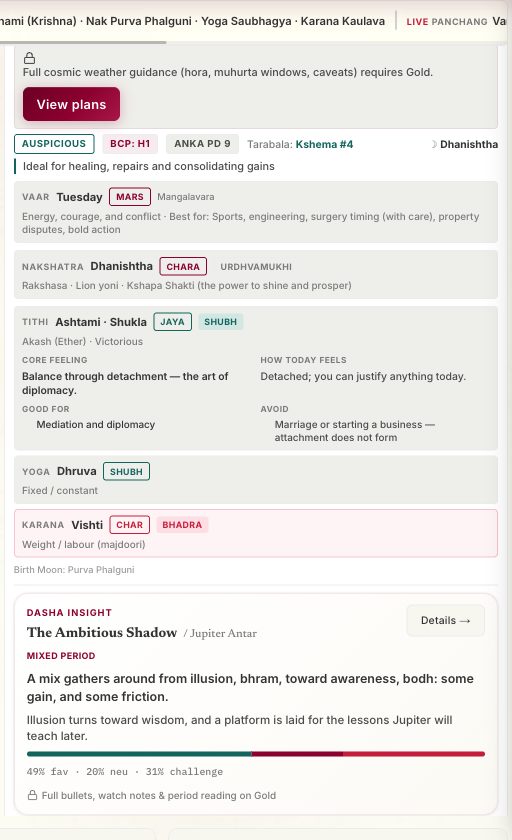 nami (Krishna) · Nak Purva Phalguni · Yoga Saubhagya · Karana Kaulava LIVE PANCHANG Va
Full cosmic weather guidance (hora, muhurta windows, caveats) requires Gold.
View plans
AUSPICIOUS BCP: H1 ANKA PD 9 Tarabala: Kshema #4 ☽ Dhanishtha
Ideal for healing, repairs and consolidating gains
VAAR Tuesday MARS Mangalavara
Energy, courage, and conflict · Best for: Sports, engineering, surgery timing (with care), property
disputes, bold action
NAKSHATRA Dhanishtha CHARA URDHVAMUKHI
Rakshasa · Lion yoni · Kshapa Shakti (the power to shine and prosper)
TITHI Ashtami · Shukla JAYA SHUBH
Akash (Ether) · Victorious
CORE FEELING HOW TODAY FEELS
Balance through detachment — the art of Detached; you can justify anything today.
diplomacy.
GOOD FOR AVOID
Mediation and diplomacy Marriage or starting a business —
attachment does not form
YOGA Dhruva SHUBH
Fixed / constant
KARANA Vishti CHAR BHADRA
Weight / labour (majdoori)
Birth Moon: Purva Phalguni
DASHA INSIGHT
Details →
The Ambitious Shadow / Jupiter Antar
MIXED PERIOD
A mix gathers around from illusion, bhram, toward awareness, bodh: some
gain, and some friction.
Illusion turns toward wisdom, and a platform is laid for the lessons Jupiter will
teach later.
49% fav · 20% neu · 31% challenge
Full bullets, watch notes & period reading on Gold